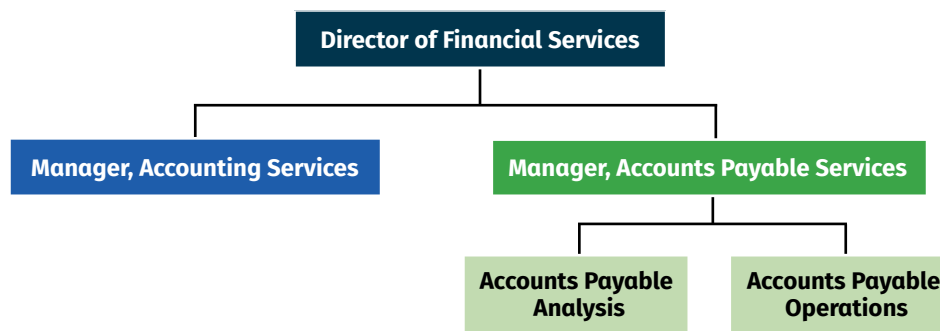 Director of Financial Services
Manager, Accounting Services
Manager, Accounts Payable Services
Accounts Payable
Analysis
Accounts Payable
Operations